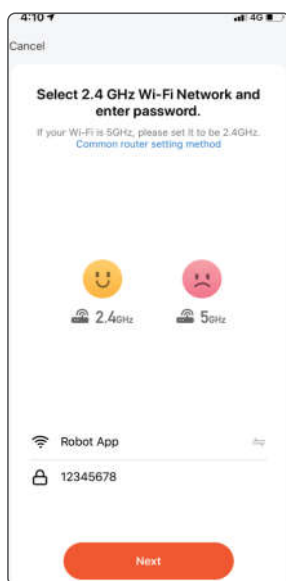 4:10 4G
Cancel
Select 2.4 GHz Wi-Fi Network and
enter password.
If your Wi-Fi is 5GHz, please set it to be 2.4GHz.
Common router setting method
2.4GHz 5GHz
Robot App
12345678
Next